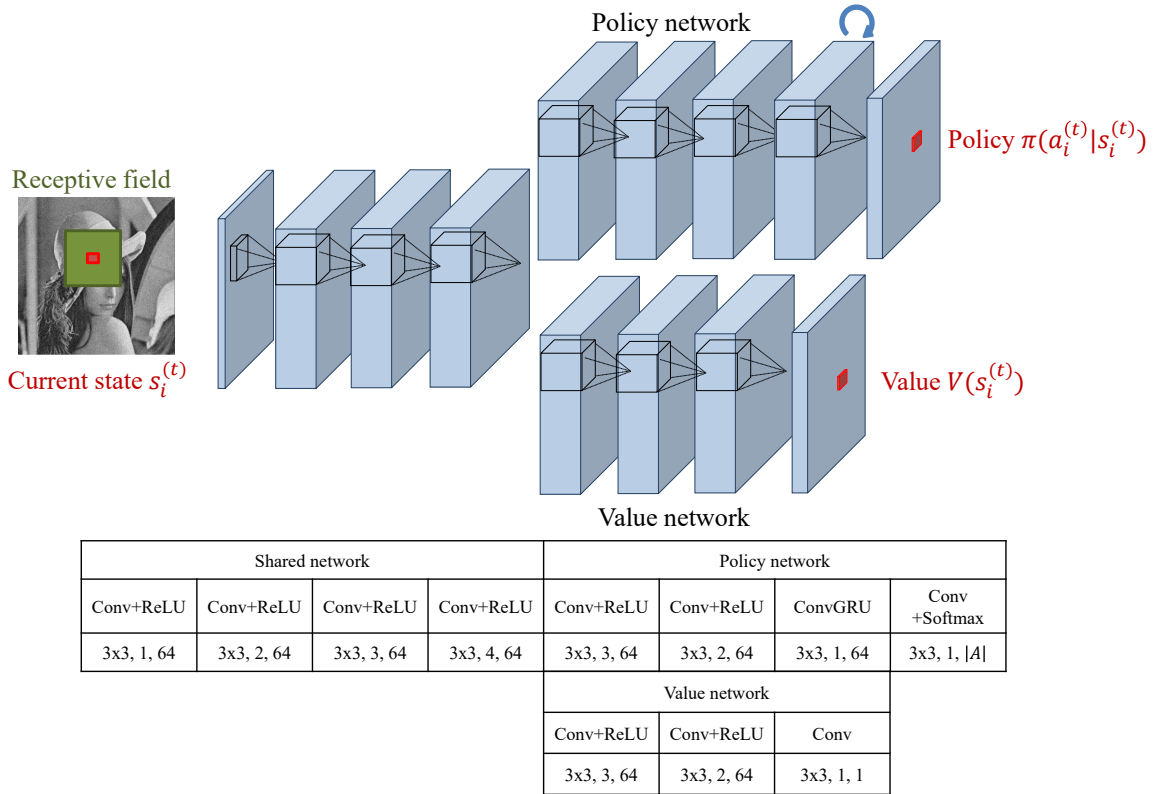 Policy network
Policy π(a_i^(t)|s_i^(t))
Receptive field
Current state s_i^(t)
Value V(s_i^(t))
Value network
Shared network	Policy network
Conv+ReLU	Conv+ReLU	Conv+ReLU	Conv+ReLU	Conv+ReLU	Conv+ReLU	ConvGRU	Conv
+Softmax
3x3, 1, 64	3x3, 2, 64	3x3, 3, 64	3x3, 4, 64	3x3, 3, 64	3x3, 2, 64	3x3, 1, 64	3x3, 1, |A|
Value network
Conv+ReLU	Conv+ReLU	Conv
3x3, 3, 64	3x3, 2, 64	3x3, 1, 1